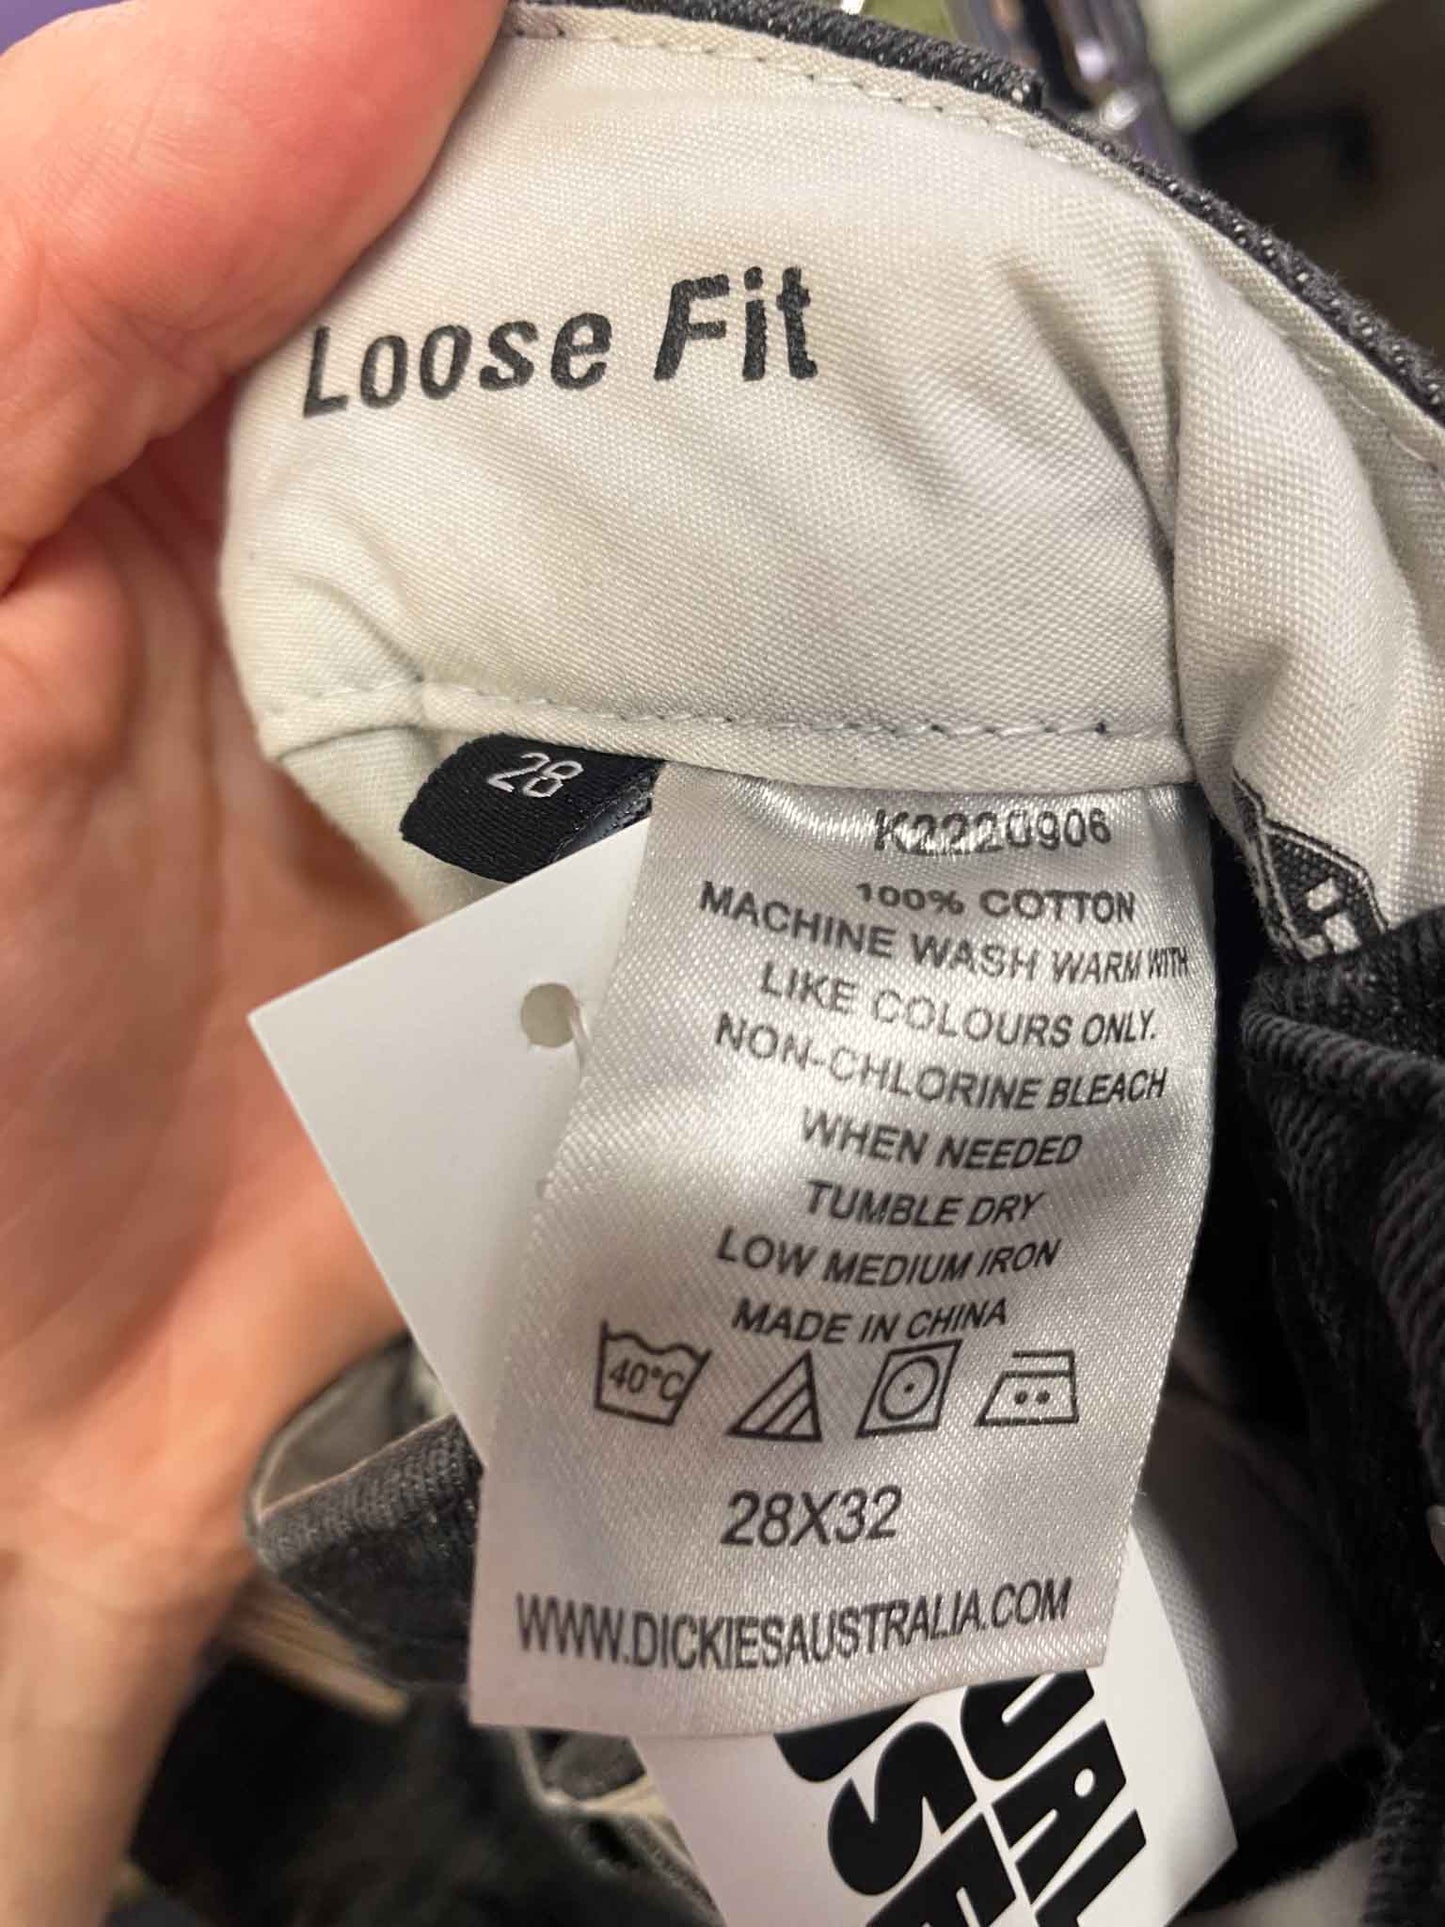 Loose Fit
28
K2220906
100% COTTON
MACHINE WASH WARM WITH
LIKE COLOURS ONLY.
NON-CHLORINE BLEACH
WHEN NEEDED
TUMBLE DRY
LOW MEDIUM IRON
MADE IN CHINA
40°C
28X32
WWW.DICKIESAUSTRALIA.COM